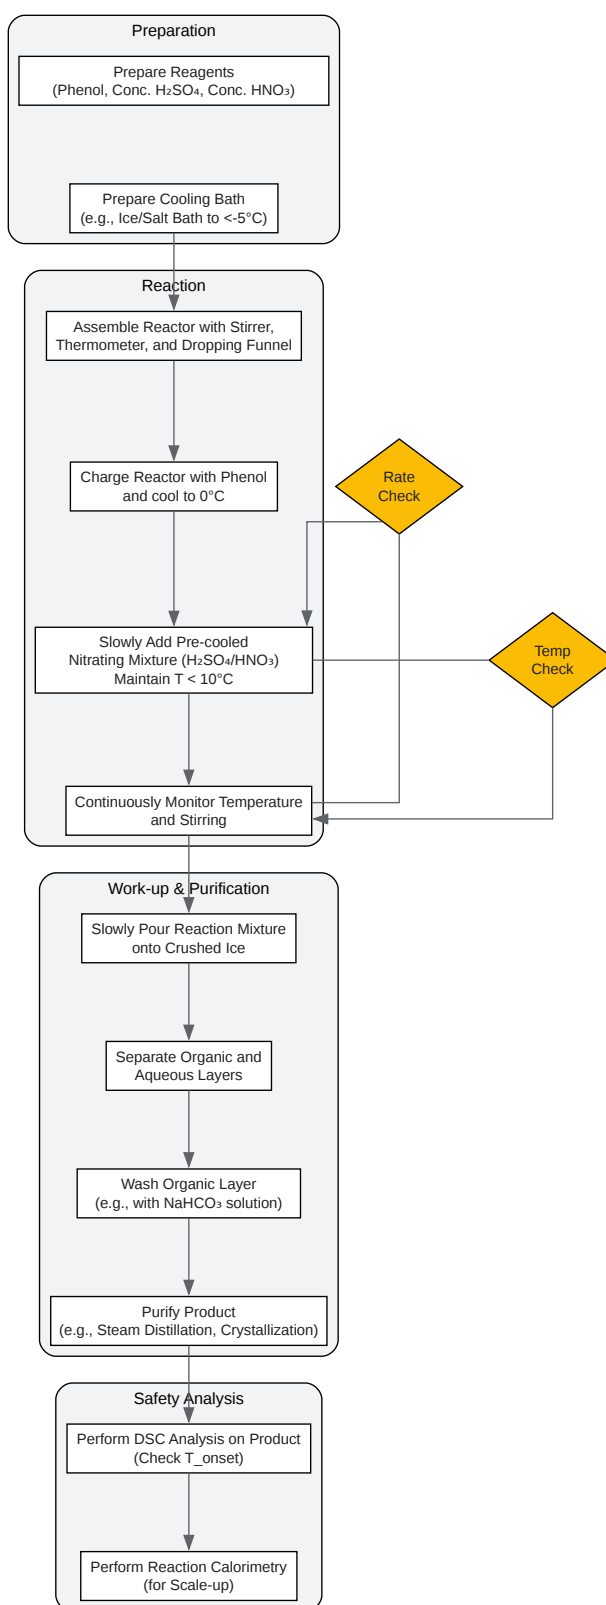 Preparation
Prepare Reagents
(Phenol, Conc. H₂SO₄, Conc. HNO₃)
Prepare Cooling Bath
(e.g., Ice/Salt Bath to <-5°C)
Reaction
Assemble Reactor with Stirrer,
Thermometer, and Dropping Funnel
Charge Reactor with Phenol
and cool to 0°C
Rate
Check
Slowly Add Pre-cooled
Nitrating Mixture (H₂SO₄/HNO₃)
Maintain T < 10°C
Temp
Check
Continuously Monitor Temperature
and Stirring
Work-up & Purification
Slowly Pour Reaction Mixture
onto Crushed Ice
Separate Organic and
Aqueous Layers
Wash Organic Layer
(e.g., with NaHCO₃ solution)
Purify Product
(e.g., Steam Distillation, Crystallization)
Safety Analysis
Perform DSC Analysis on Product
(Check T_onset)
Perform Reaction Calorimetry
(for Scale-up)